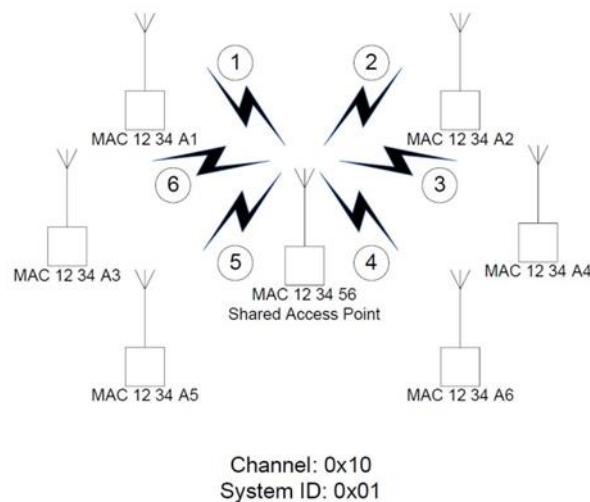 1
2
MAC 12 34 A1
MAC 12 34 A2
6
3
MAC 12 34 A3
MAC 12 34 A4
5
4
MAC 12 34 56
Shared Access Point
MAC 12 34 A5
MAC 12 34 A6
Channel: 0x10
System ID: 0x01